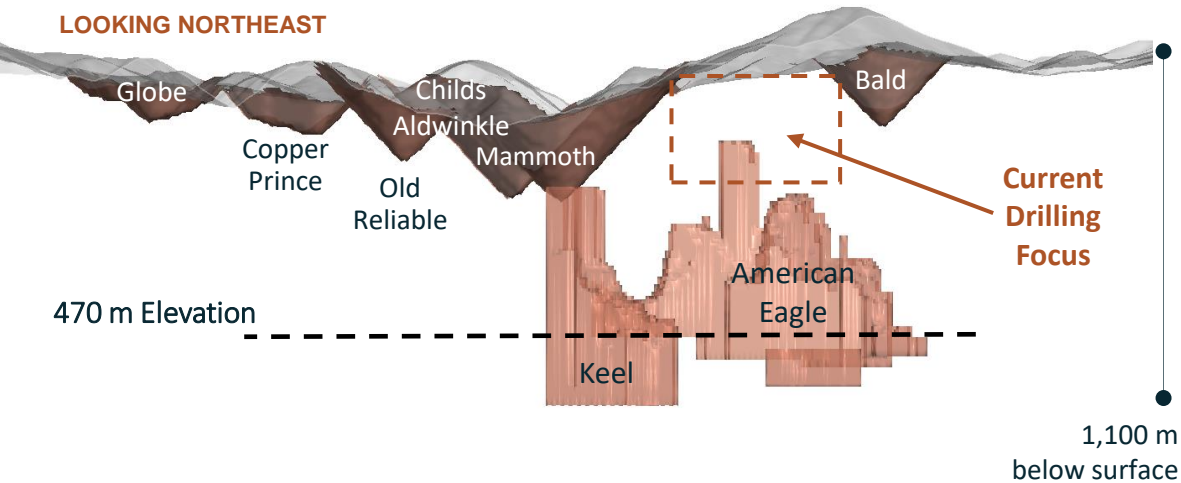 LOOKING NORTHEAST
Globe
Copper
Prince
Old
Reliable
Childs
Aldwinkle
Mammoth
Bald
Current
Drilling
Focus
American
Eagle
470 m Elevation
Keel
1,100 m
below surface